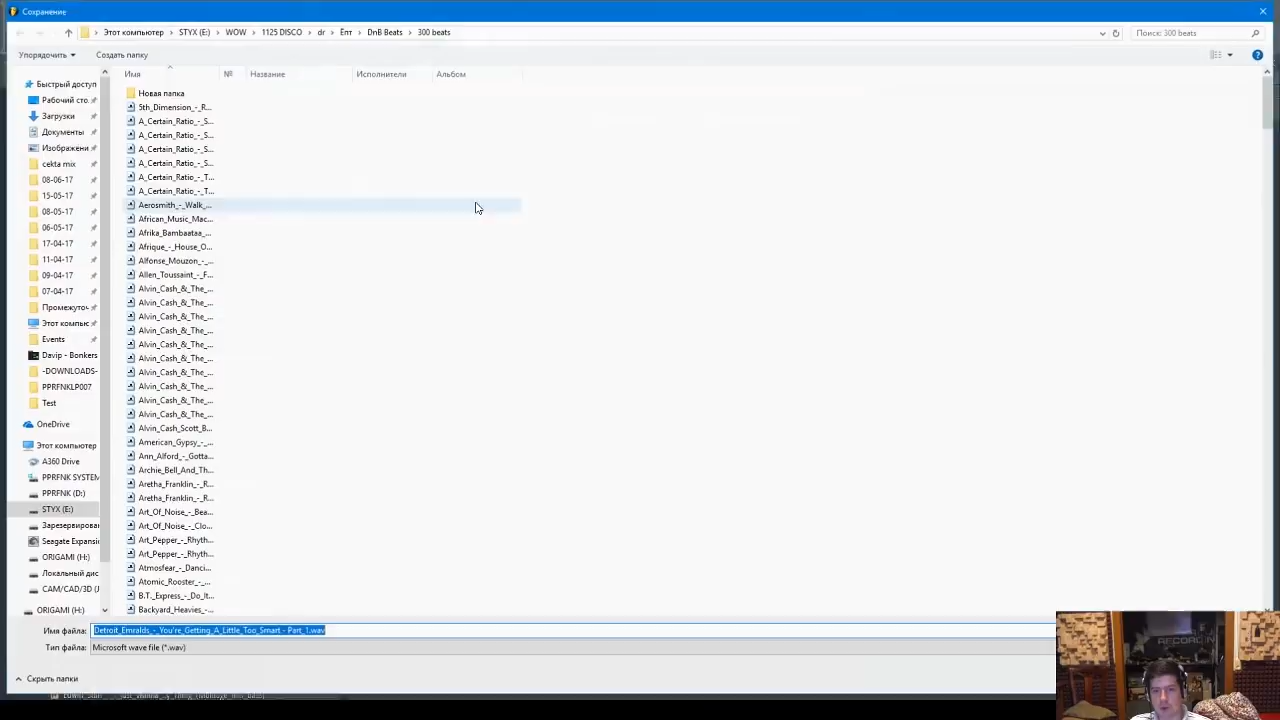 Сохранение
Этот компьютер > STYX (E:) > WOW > 1125 DISCO > dr > Епт > DnB Beats > 300 beats
Поиск: 300 beats
Упорядочить
Создать папку
Имя
№
Название
Исполнители
Альбом
Быстрый доступ
Рабочий сто.
Загрузки
Документы
Изображени
cekta mix
08-06-17
15-05-17
08-05-17
06-05-17
17-04-17
11-04-17
09-04-17
07-04-17
Промежуточ
Этот компьк
Events
Davip - Bonkers
-DOWNLOADS-
PPRFNKLP007
Test
OneDrive
Этот компьютер
A360 Drive
PPRFNK SYSTEM
PPRFNK (D:)
STYX (E:)
Зарезервирован
Seagate Expansi
ORIGAMI (H:)
Локальный дис
CAM/CAD/3D (J
ORIGAMI (H:)
Новая папка
5th_Dimension_-_R...
A_Certain_Ratio_-_S...
A_Certain_Ratio_-_S...
A_Certain_Ratio_-_S...
A_Certain_Ratio_-_S...
A_Certain_Ratio_-_T...
A_Certain_Ratio_-_T...
Aerosmith_-_Walk_...
African_Music_Mac...
Afrika_Bambaataa_...
Afrique_-_House_O...
Alfonse_Mouzon_-_...
Allen_Toussaint_-_F...
Alvin_Cash_&_The_...
Alvin_Cash_&_The_...
Alvin_Cash_&_The_...
Alvin_Cash_&_The_...
Alvin_Cash_&_The_...
Alvin_Cash_&_The_...
Alvin_Cash_&_The_...
Alvin_Cash_&_The_...
Alvin_Cash_&_The_...
Alvin_Cash_&_The_...
Alvin_Cash_Scott_B...
American_Gypsy_-_...
Ann_Alford_-_Gotta...
Archie_Bell_And_Th...
Aretha_Franklin_-_R...
Aretha_Franklin_-_R...
Art_Of_Noise_-_Bea...
Art_Of_Noise_-_Clo...
Art_Pepper_-_Rhyth...
Art_Pepper_-_Rhyth...
Atmosfear_-_Danci...
Atomic_Rooster_-_...
B.T._Express_-_Do_It...
Backyard_Heavies_-...
Имя файла: Detroit_Emralds_-_You're_Getting_A_Little_Too_Smart - Part_1.wav
Тип файла: Microsoft wave file (*.wav)
Скрыть папки